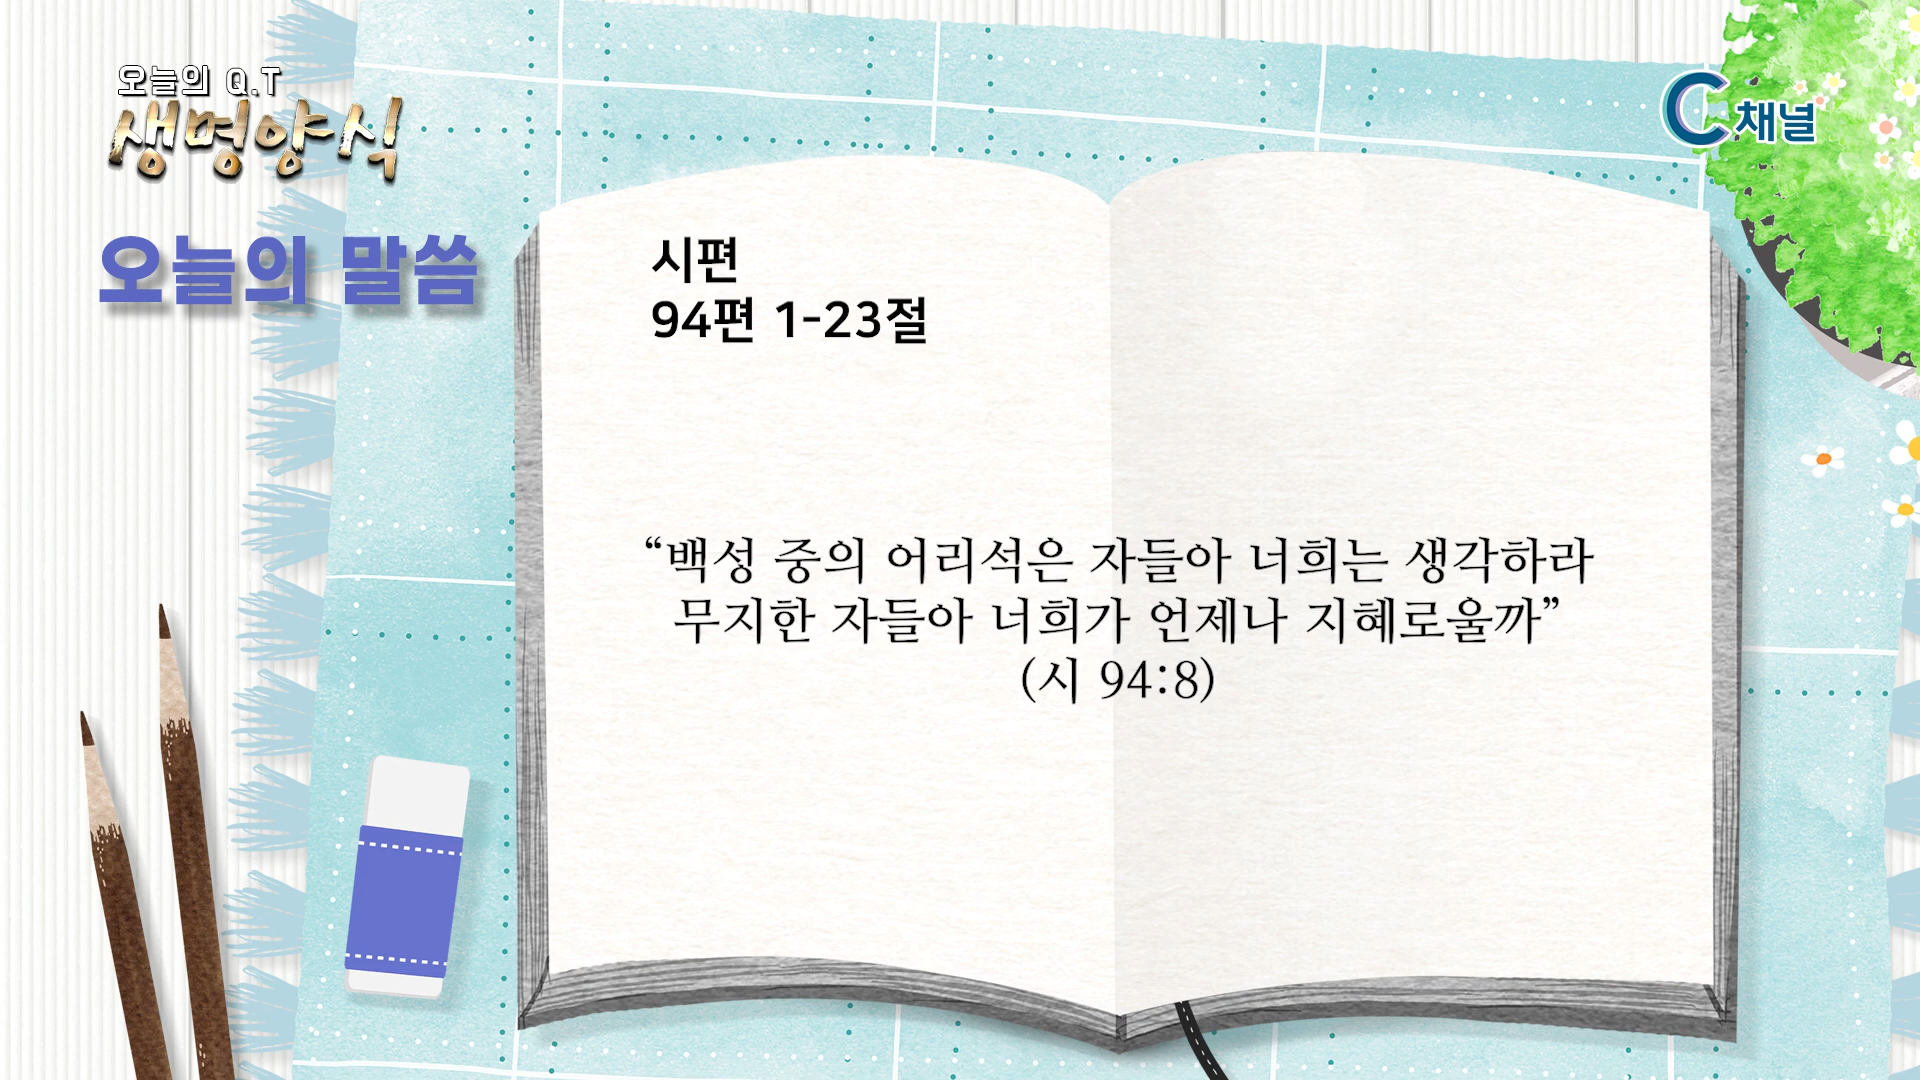 오늘의 Q.T
생명양식
오늘의 말씀
C채널
시편
94편 1-23절
“백성 중의 어리석은 자들아 너희는 생각하라
무지한 자들아 너희가 언제나 지혜로울까”
(시 94:8)